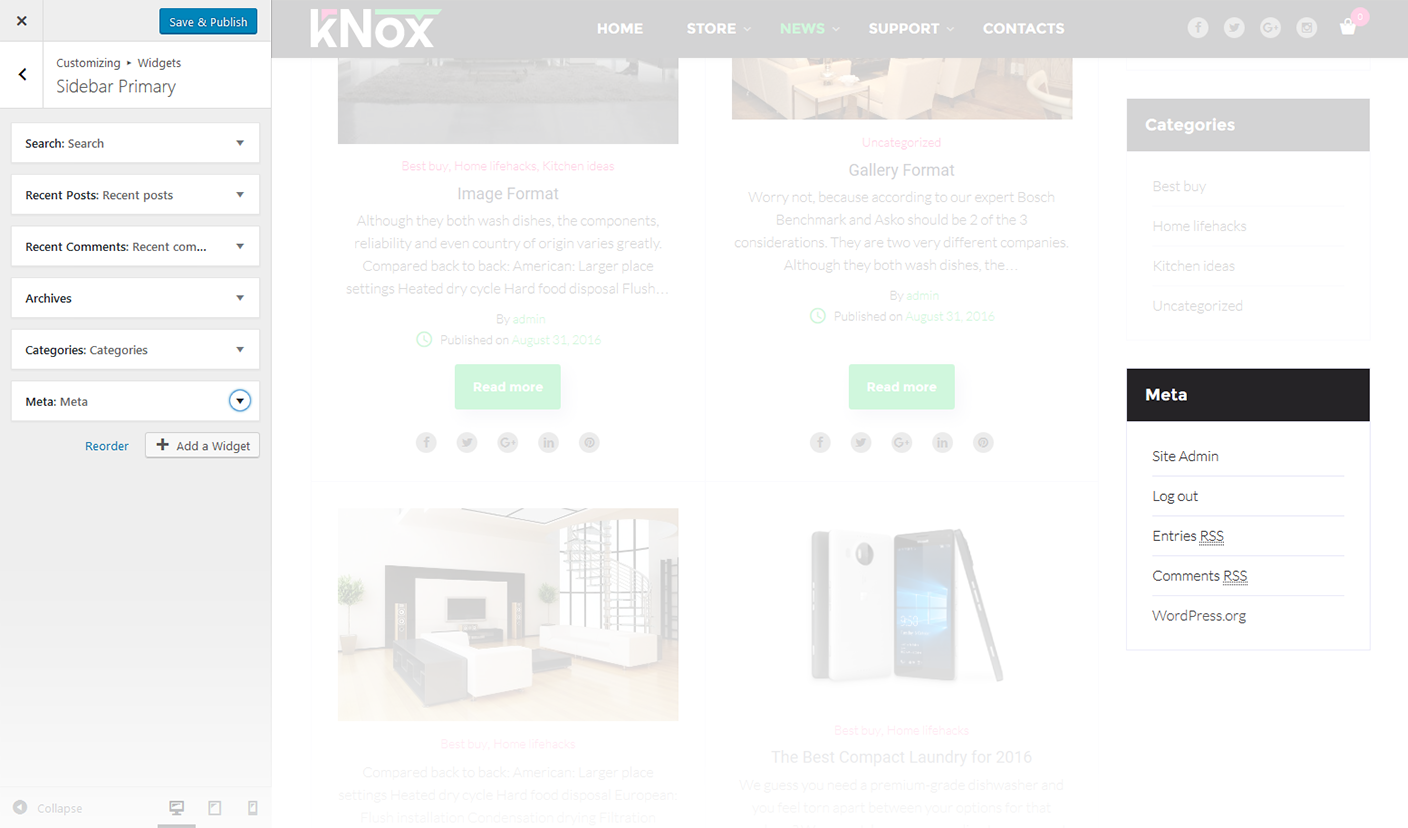 Save & Publish
Customizing ▸ Widgets
Sidebar Primary
Search: Search
Recent Posts: Recent posts
Recent Comments: Recent com...
Archives
Categories: Categories
Meta: Meta
Reorder
Add a Widget
Collapse
kNox
HOME
STORE
NEWS
SUPPORT
CONTACTS
0
Best buy, Home lifehacks, Kitchen ideas
Image Format
Although they both wash dishes, the components,
reliability and even country of origin varies greatly.
Compared back to back: American: Larger place
settings Heated dry cycle Hard food disposal Flush…
By admin
Published on August 31, 2016
Read more
Uncategorized
Gallery Format
Worry not, because according to our expert Bosch
Benchmark and Asko should be 2 of the 3
considerations. They are two very different companies.
Although they both wash dishes, the…
By admin
Published on August 31, 2016
Read more
Best buy, Home lifehacks
Compared back to back: American: Larger place
settings Heated dry cycle Hard food disposal European:
Flush installation Condensation drying Filtration
Best buy, Home lifehacks
The Best Compact Laundry for 2016
We guess you need a premium-grade dishwasher and
you feel torn apart between your options for that
Categories
Best buy
Home lifehacks
Kitchen ideas
Uncategorized
Meta
Site Admin
Log out
Entries RSS
Comments RSS
WordPress.org